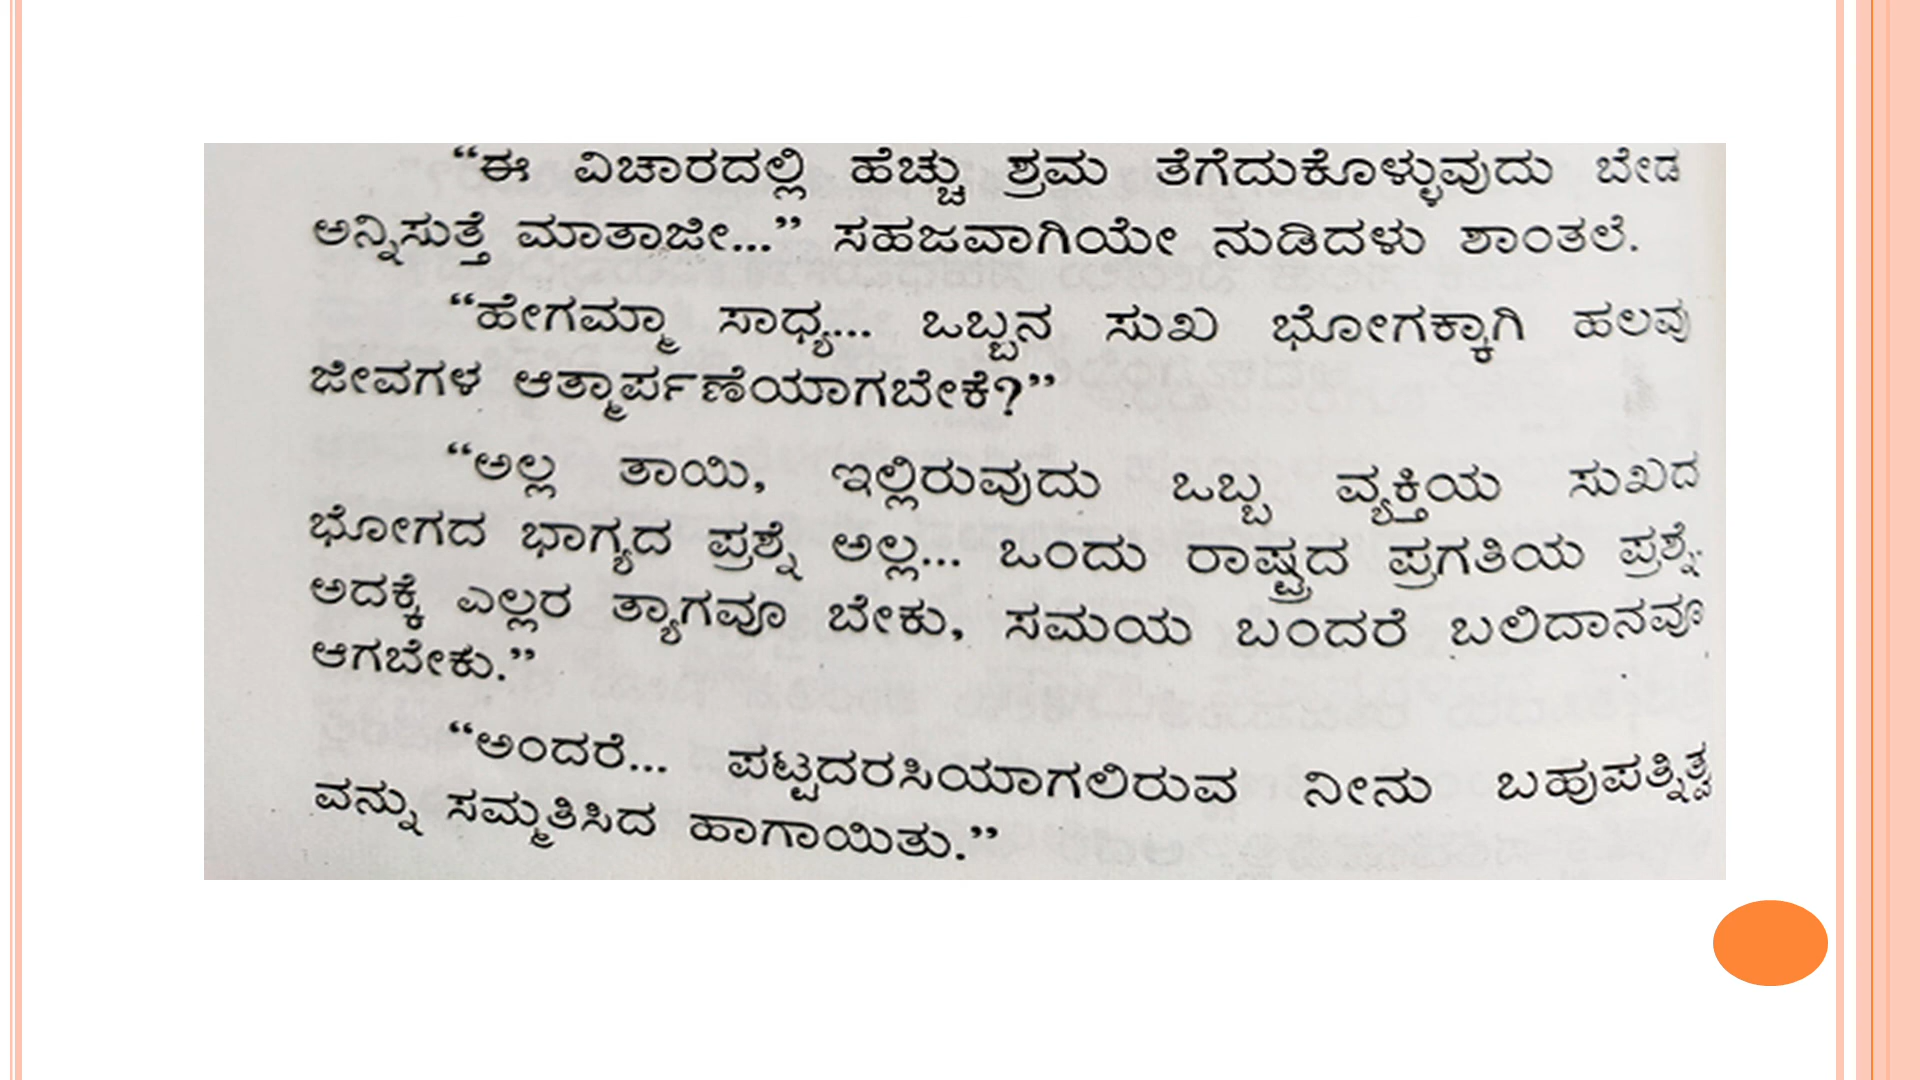 “ಈ ವಿಚಾರದಲ್ಲಿ ಹೆಚ್ಚು ಶ್ರಮ ತೆಗೆದುಕೊಳ್ಳುವುದು ಬೇಡ
ಅನ್ನಿಸುತ್ತೆ ಮಾತಾಜೀ...” ಸಹಜವಾಗಿಯೇ ನುಡಿದಳು ಶಾಂತಲೆ.
“ಹೇಗಮ್ಮಾ ಸಾಧ್ಯ... ಒಬ್ಬನ ಸುಖ ಭೋಗಕ್ಕಾಗಿ ಹಲವು
ಜೀವಗಳ ಆತ್ಮಾರ್ಪಣೆಯಾಗಬೇಕೆ?”
“ಅಲ್ಲ ತಾಯಿ, ಇಲ್ಲಿರುವುದು ಒಬ್ಬ ವ್ಯಕ್ತಿಯ ಸುಖದ
ಭೋಗದ ಭಾಗ್ಯದ ಪ್ರಶ್ನೆ ಅಲ್ಲ... ಒಂದು ರಾಷ್ಟ್ರದ ಪ್ರಗತಿಯ ಪ್ರಶ್ನೆ.
ಅದಕ್ಕೆ ಎಲ್ಲರ ತ್ಯಾಗವೂ ಬೇಕು, ಸಮಯ ಬಂದರೆ ಬಲಿದಾನವೂ
ಆಗಬೇಕು.”
“ಅಂದರೆ... ಪಟ್ಟದರಸಿಯಾಗಲಿರುವ ನೀನು ಬಹುಪತ್ನಿತ್ವ
ವನ್ನು ಸಮ್ಮತಿಸಿದ ಹಾಗಾಯಿತು.”